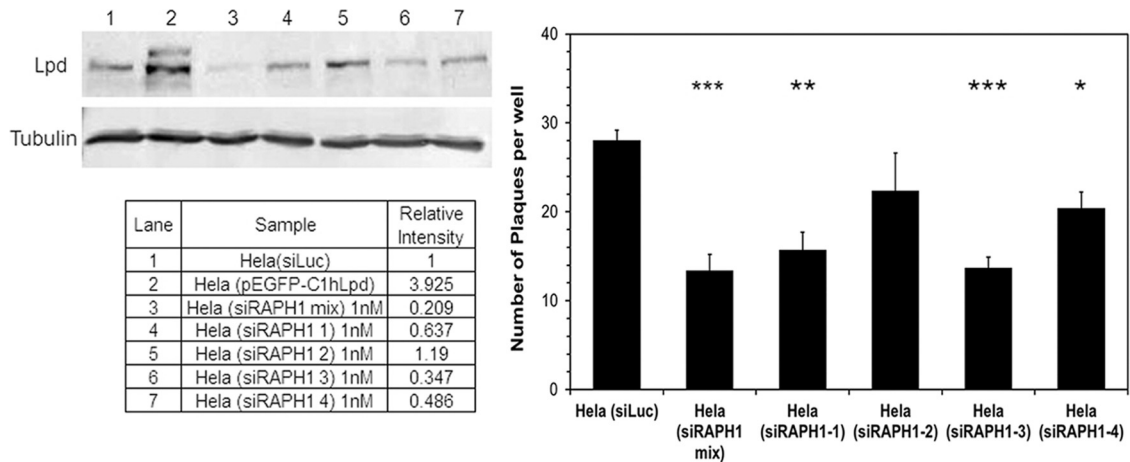 1 2 3 4 5 6 7
Lpd
Tubulin
Lane Sample Relative Intensity
1 Hela(siLuc) 1
2 Hela (pEGFP-C1hLpd) 3.925
3 Hela (siRAPH1 mix) 1nM 0.209
4 Hela (siRAPH1 1) 1nM 0.637
5 Hela (siRAPH1 2) 1nM 1.19
6 Hela (siRAPH1 3) 1nM 0.347
7 Hela (siRAPH1 4) 1nM 0.486
Number of Plaques per well
40
30
20
10
0
*** ** *** *
Hela (siLuc)
Hela
(siRAPH1
mix)
Hela
(siRAPH1-1)
Hela
(siRAPH1-2)
Hela
(siRAPH1-3)
Hela
(siRAPH1-4)